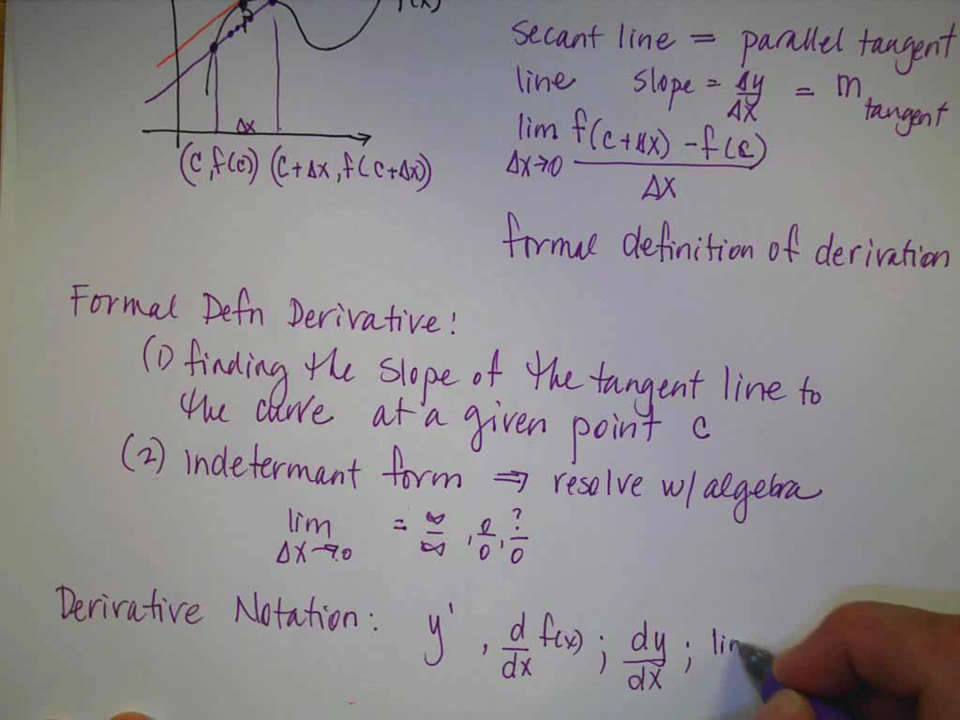 f(x)
Δx
(c, f(c)) (c+Δx, f(c+Δx))
secant line = parallel tangent
line slope = Δy/Δx = m tangent
lim Δx→0 f(c+Δx) - f(c) / Δx
formal definition of derivation
Formal Defn Derivative:
(1) finding the slope of the tangent line to
the curve at a given point c
(2) indetermant form ⇒ resolve w/ algebra
lim Δx→0 = ∞/∞, 0/0, ?/0
Derivative Notation: y', d/dx f(x); dy/dx; lim